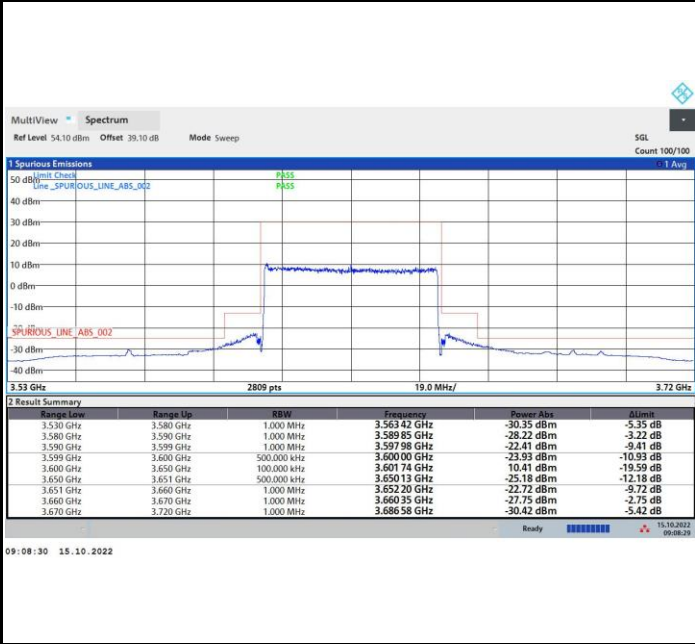 MultiView Spectrum
Ref Level 54.10 dBm Offset 39.10 dB Mode Sweep SGL
Count 100/100
1 Spurious Emissions 1 Avg
50 dBm Limit Check PASS
Line _SPURIOUS_LINE_ABS_002 PASS
40 dBm
30 dBm
20 dBm
10 dBm
0 dBm
-10 dBm
-20 dBm
SPURIOUS_LINE_ABS_002
-30 dBm
-40 dBm
3.53 GHz 2809 pts 19.0 MHz/ 3.72 GHz
2 Result Summary
Range Low Range Up RBW Frequency Power Abs ΔLimit
3.530 GHz 3.580 GHz 1.000 MHz 3.563 42 GHz -30.35 dBm -5.35 dB
3.580 GHz 3.590 GHz 1.000 MHz 3.589 85 GHz -28.22 dBm -3.22 dB
3.590 GHz 3.599 GHz 1.000 MHz 3.597 98 GHz -22.41 dBm -9.41 dB
3.599 GHz 3.600 GHz 500.000 kHz 3.600 00 GHz -23.93 dBm -10.93 dB
3.600 GHz 3.650 GHz 100.000 kHz 3.601 74 GHz 10.41 dBm -19.59 dB
3.650 GHz 3.651 GHz 500.000 kHz 3.650 13 GHz -25.18 dBm -12.18 dB
3.651 GHz 3.660 GHz 1.000 MHz 3.652 20 GHz -22.72 dBm -9.72 dB
3.660 GHz 3.670 GHz 1.000 MHz 3.660 35 GHz -27.75 dBm -2.75 dB
3.670 GHz 3.720 GHz 1.000 MHz 3.686 58 GHz -30.42 dBm -5.42 dB
Ready 15.10.2022
09:08:29
09:08:30 15.10.2022